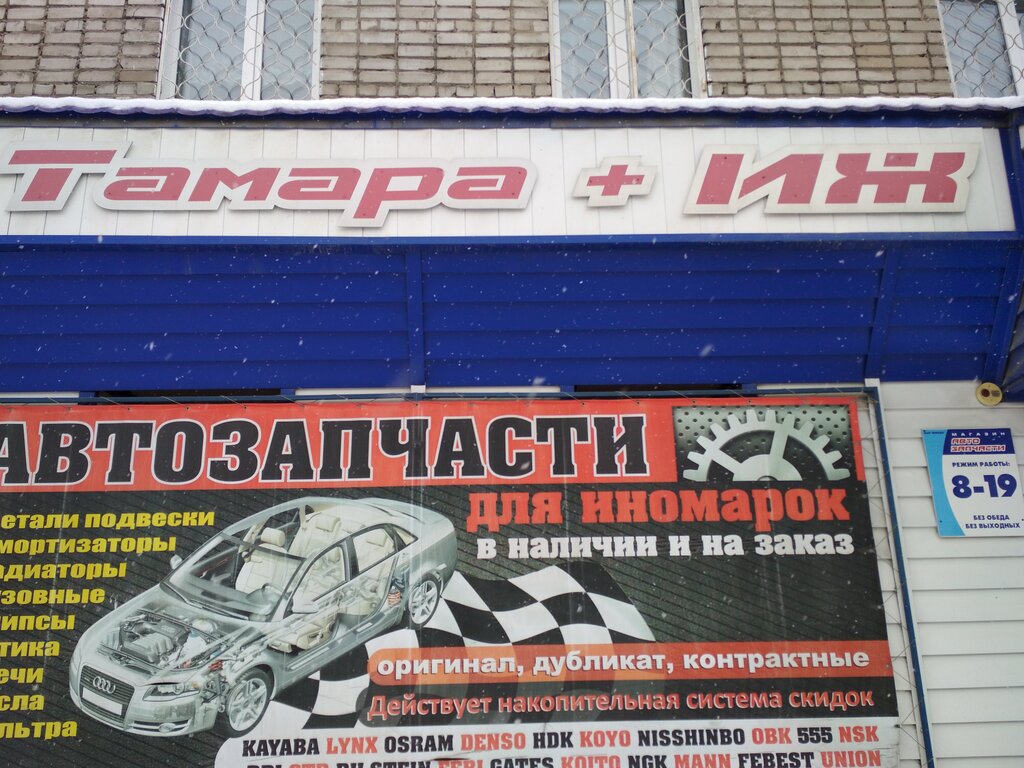 Тамара + ИЖ
АВТОЗАПЧАСТИ
для иномарок
в наличии и на заказ
етали подвески
мортизаторы
адиаторы
узовные
ипсы
тика
ечи
сла
льтра
оригинал, дубликат, контрактные
Действует накопительная система скидок
KAYABA LYNX OSRAM DENSO HDK KOYO NISSHINBO OBK 555 NSK
GATES KOITO NGK MANN FEBEST UNION
МАГАЗИН
АВТО
ЗАПЧАСТИ
РЕЖИМ РАБОТЫ:
8-19
БЕЗ ОБЕДА
БЕЗ ВЫХОДНЫХ